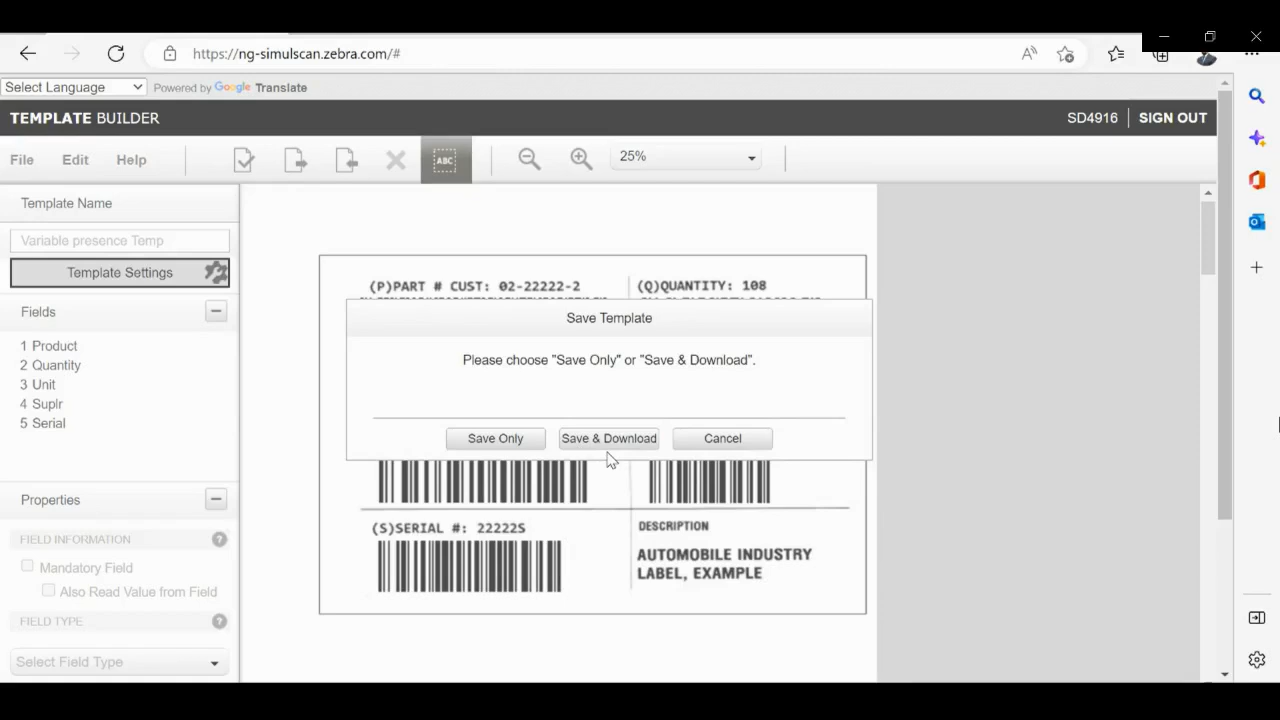 https://ng-simulscan.zebra.com/#
Select Language
Powered by Google Translate
TEMPLATE BUILDER
SD4916
SIGN OUT
File
Edit
Help
ABC
25%
Template Name
Variable presence Temp
Template Settings
Fields
1 Product
2 Quantity
3 Unit
4 Suplr
5 Serial
Properties
FIELD INFORMATION
?
Mandatory Field
Also Read Value from Field
FIELD TYPE
?
Select Field Type
(P)PART # CUST: 02-22222-2
(Q)QUANTITY: 108
Save Template
Please choose "Save Only" or "Save & Download".
Save Only
Save & Download
Cancel
(S)SERIAL #: 22222S
DESCRIPTION
AUTOMOBILE INDUSTRY
LABEL, EXAMPLE